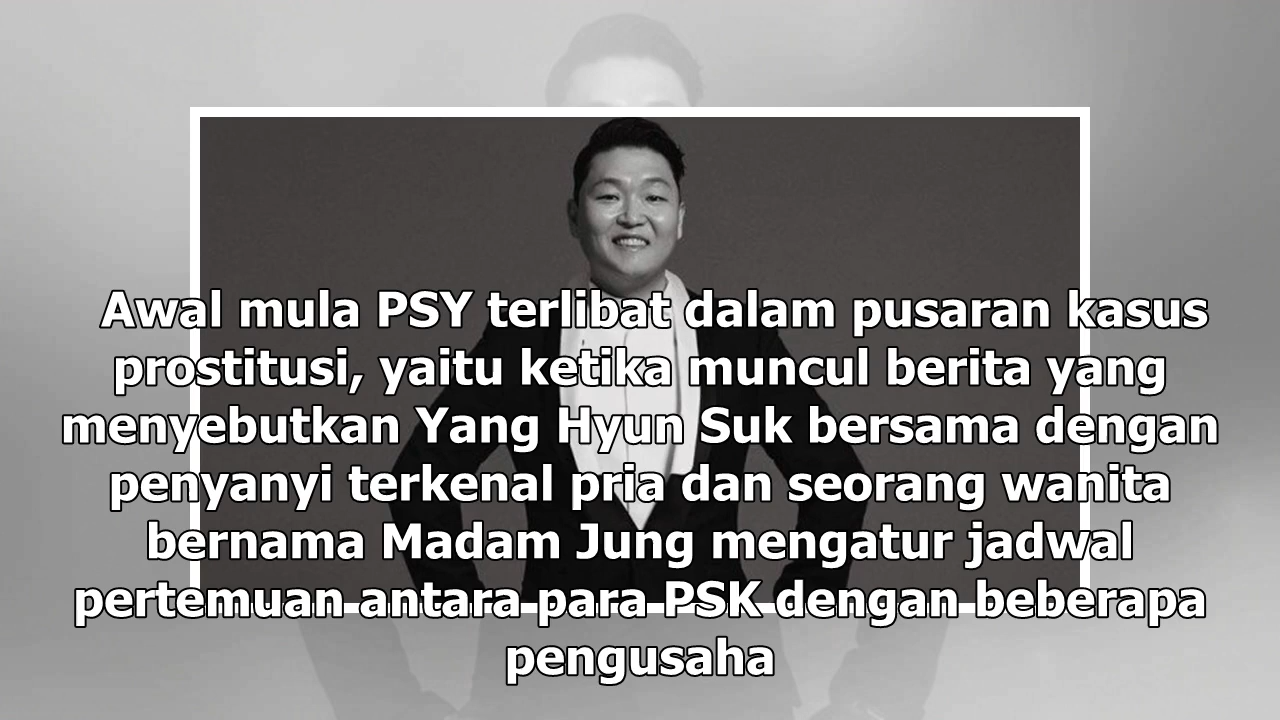 Awal mula PSY terlibat dalam pusaran kasus
prostitusi, yaitu ketika muncul berita yang
menyebutkan Yang Hyun Suk bersama dengan
penyanyi terkenal pria dan seorang wanita
bernama Madam Jung mengatur jadwal
pertemuan antara para PSK dengan beberapa
pengusaha